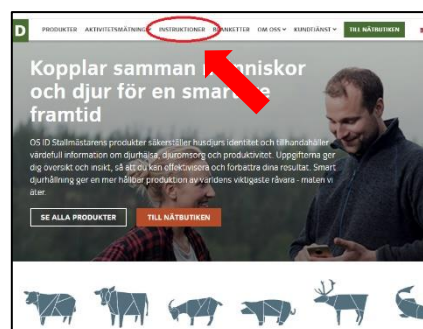 D PRODUKTER AKTIVITETSMÄTNING INSTRUKTIONER BLANKETTER OM OSS KUNDTJÄNST TILL NÄTBUTIKEN
Kopplar samman människor
och djur för en smartare
framtid
OS ID Stallmästarens produkter säkerställer husdjurs identitet och tillhandahåller
värdefull information om djurhälsa, djuromsorg och produktivitet. Uppgifterna ger
dig översikt och insikt, så att du kan effektivisera och förbättra dina resultat. Smart
djurhållning ger en mer hållbar produktion av världens viktigaste råvara - maten vi
äter.
SE ALLA PRODUKTER TILL NÄTBUTIKEN